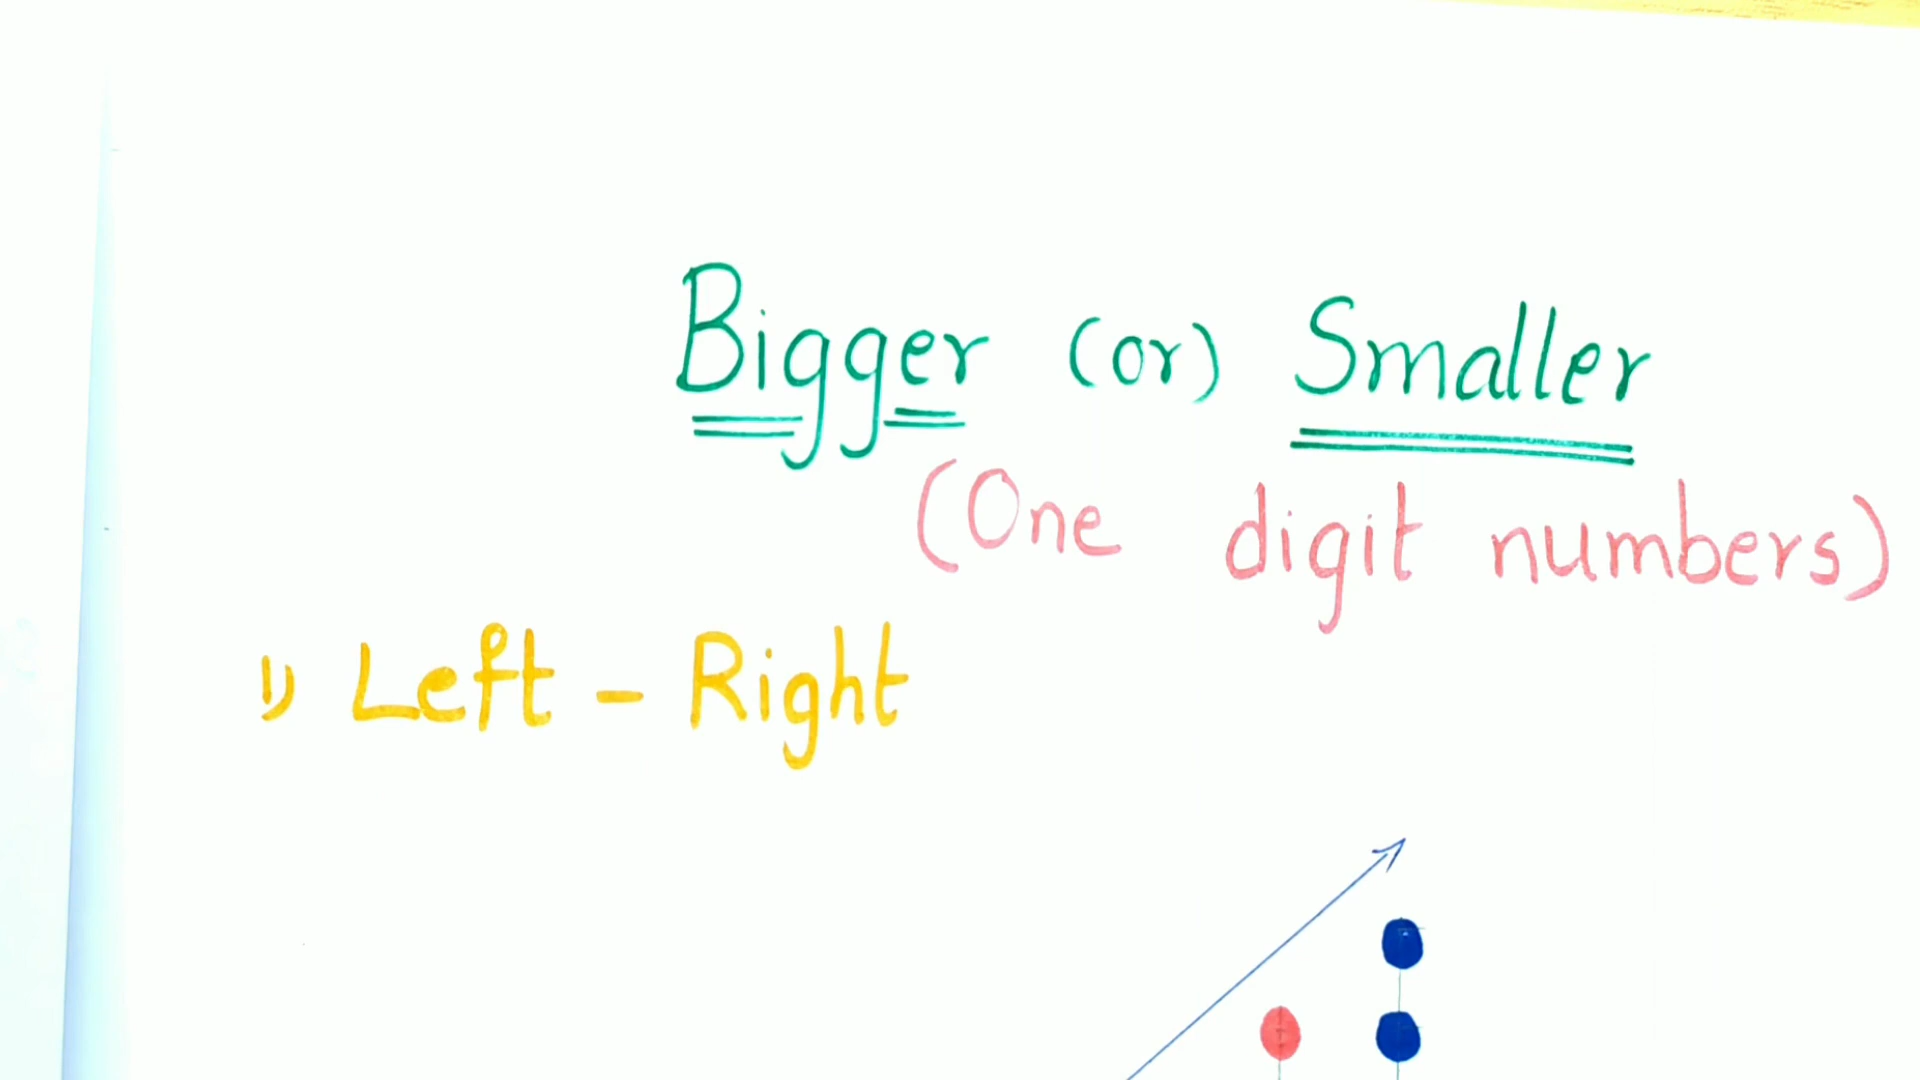 Bigger (or) Smaller
(One digit numbers)
1) Left - Right